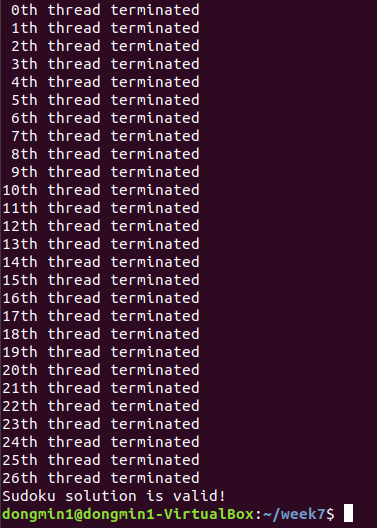 0th thread terminated
1th thread terminated
2th thread terminated
3th thread terminated
4th thread terminated
5th thread terminated
6th thread terminated
7th thread terminated
8th thread terminated
9th thread terminated
10th thread terminated
11th thread terminated
12th thread terminated
13th thread terminated
14th thread terminated
15th thread terminated
16th thread terminated
17th thread terminated
18th thread terminated
19th thread terminated
20th thread terminated
21th thread terminated
22th thread terminated
23th thread terminated
24th thread terminated
25th thread terminated
26th thread terminated
Sudoku solution is valid!
dongmin1@dongmin1-VirtualBox:~/week7$